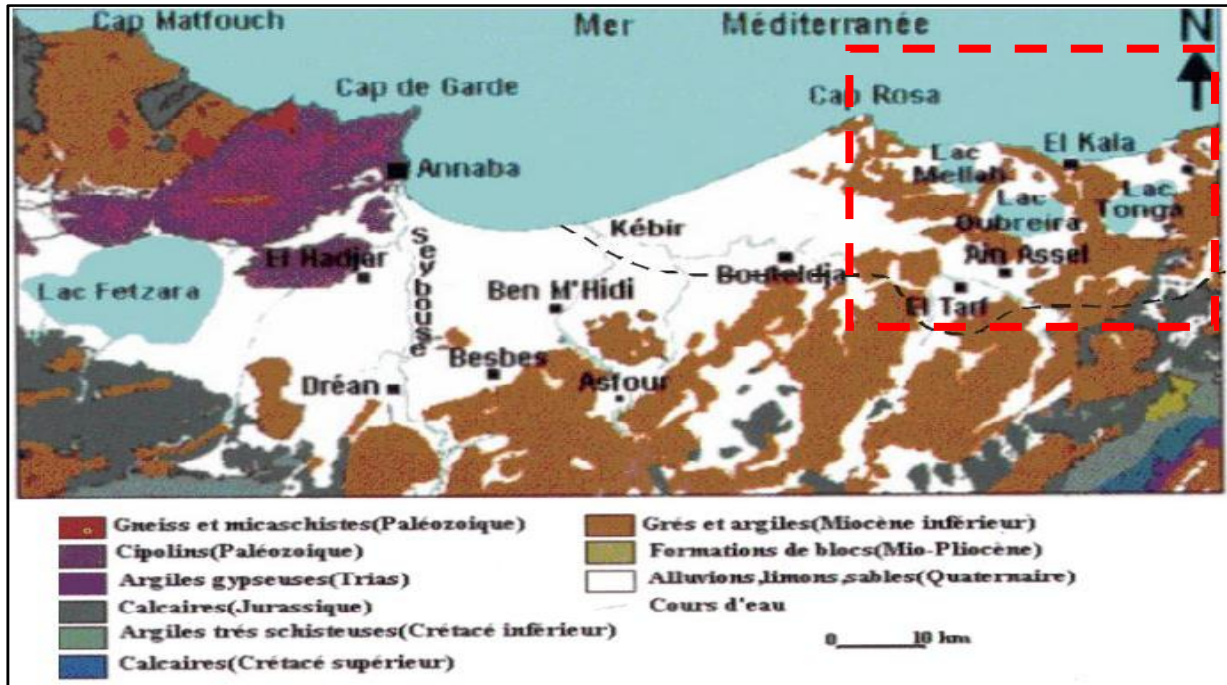 Cap Matfouch
Mer Méditerranée
N
Cap de Garde
Cap Rosa
Annaba
El Kala
Lac Mellah
Lac Oubreira
Lac Tonga
Seybouse
Kébir
El Hadjar
Bouteldja
Ain Assel
Lac Fetzara
Ben M'Hidi
El Tarf
Besbes
Dréan
Asfour
Gneiss et micaschistes(Paléozoique)
Cipolins(Paléozoique)
Argiles gypseuses(Trias)
Calcaires(Jurassique)
Argiles trés schisteuses(Crétacé inférieur)
Calcaires(Crétacé supérieur)
Grés et argiles(Miocène inférieur)
Formations de blocs(Mio-Pliocène)
Alluvions,limons,sables(Quaternaire)
Cours d'eau
0 10 km